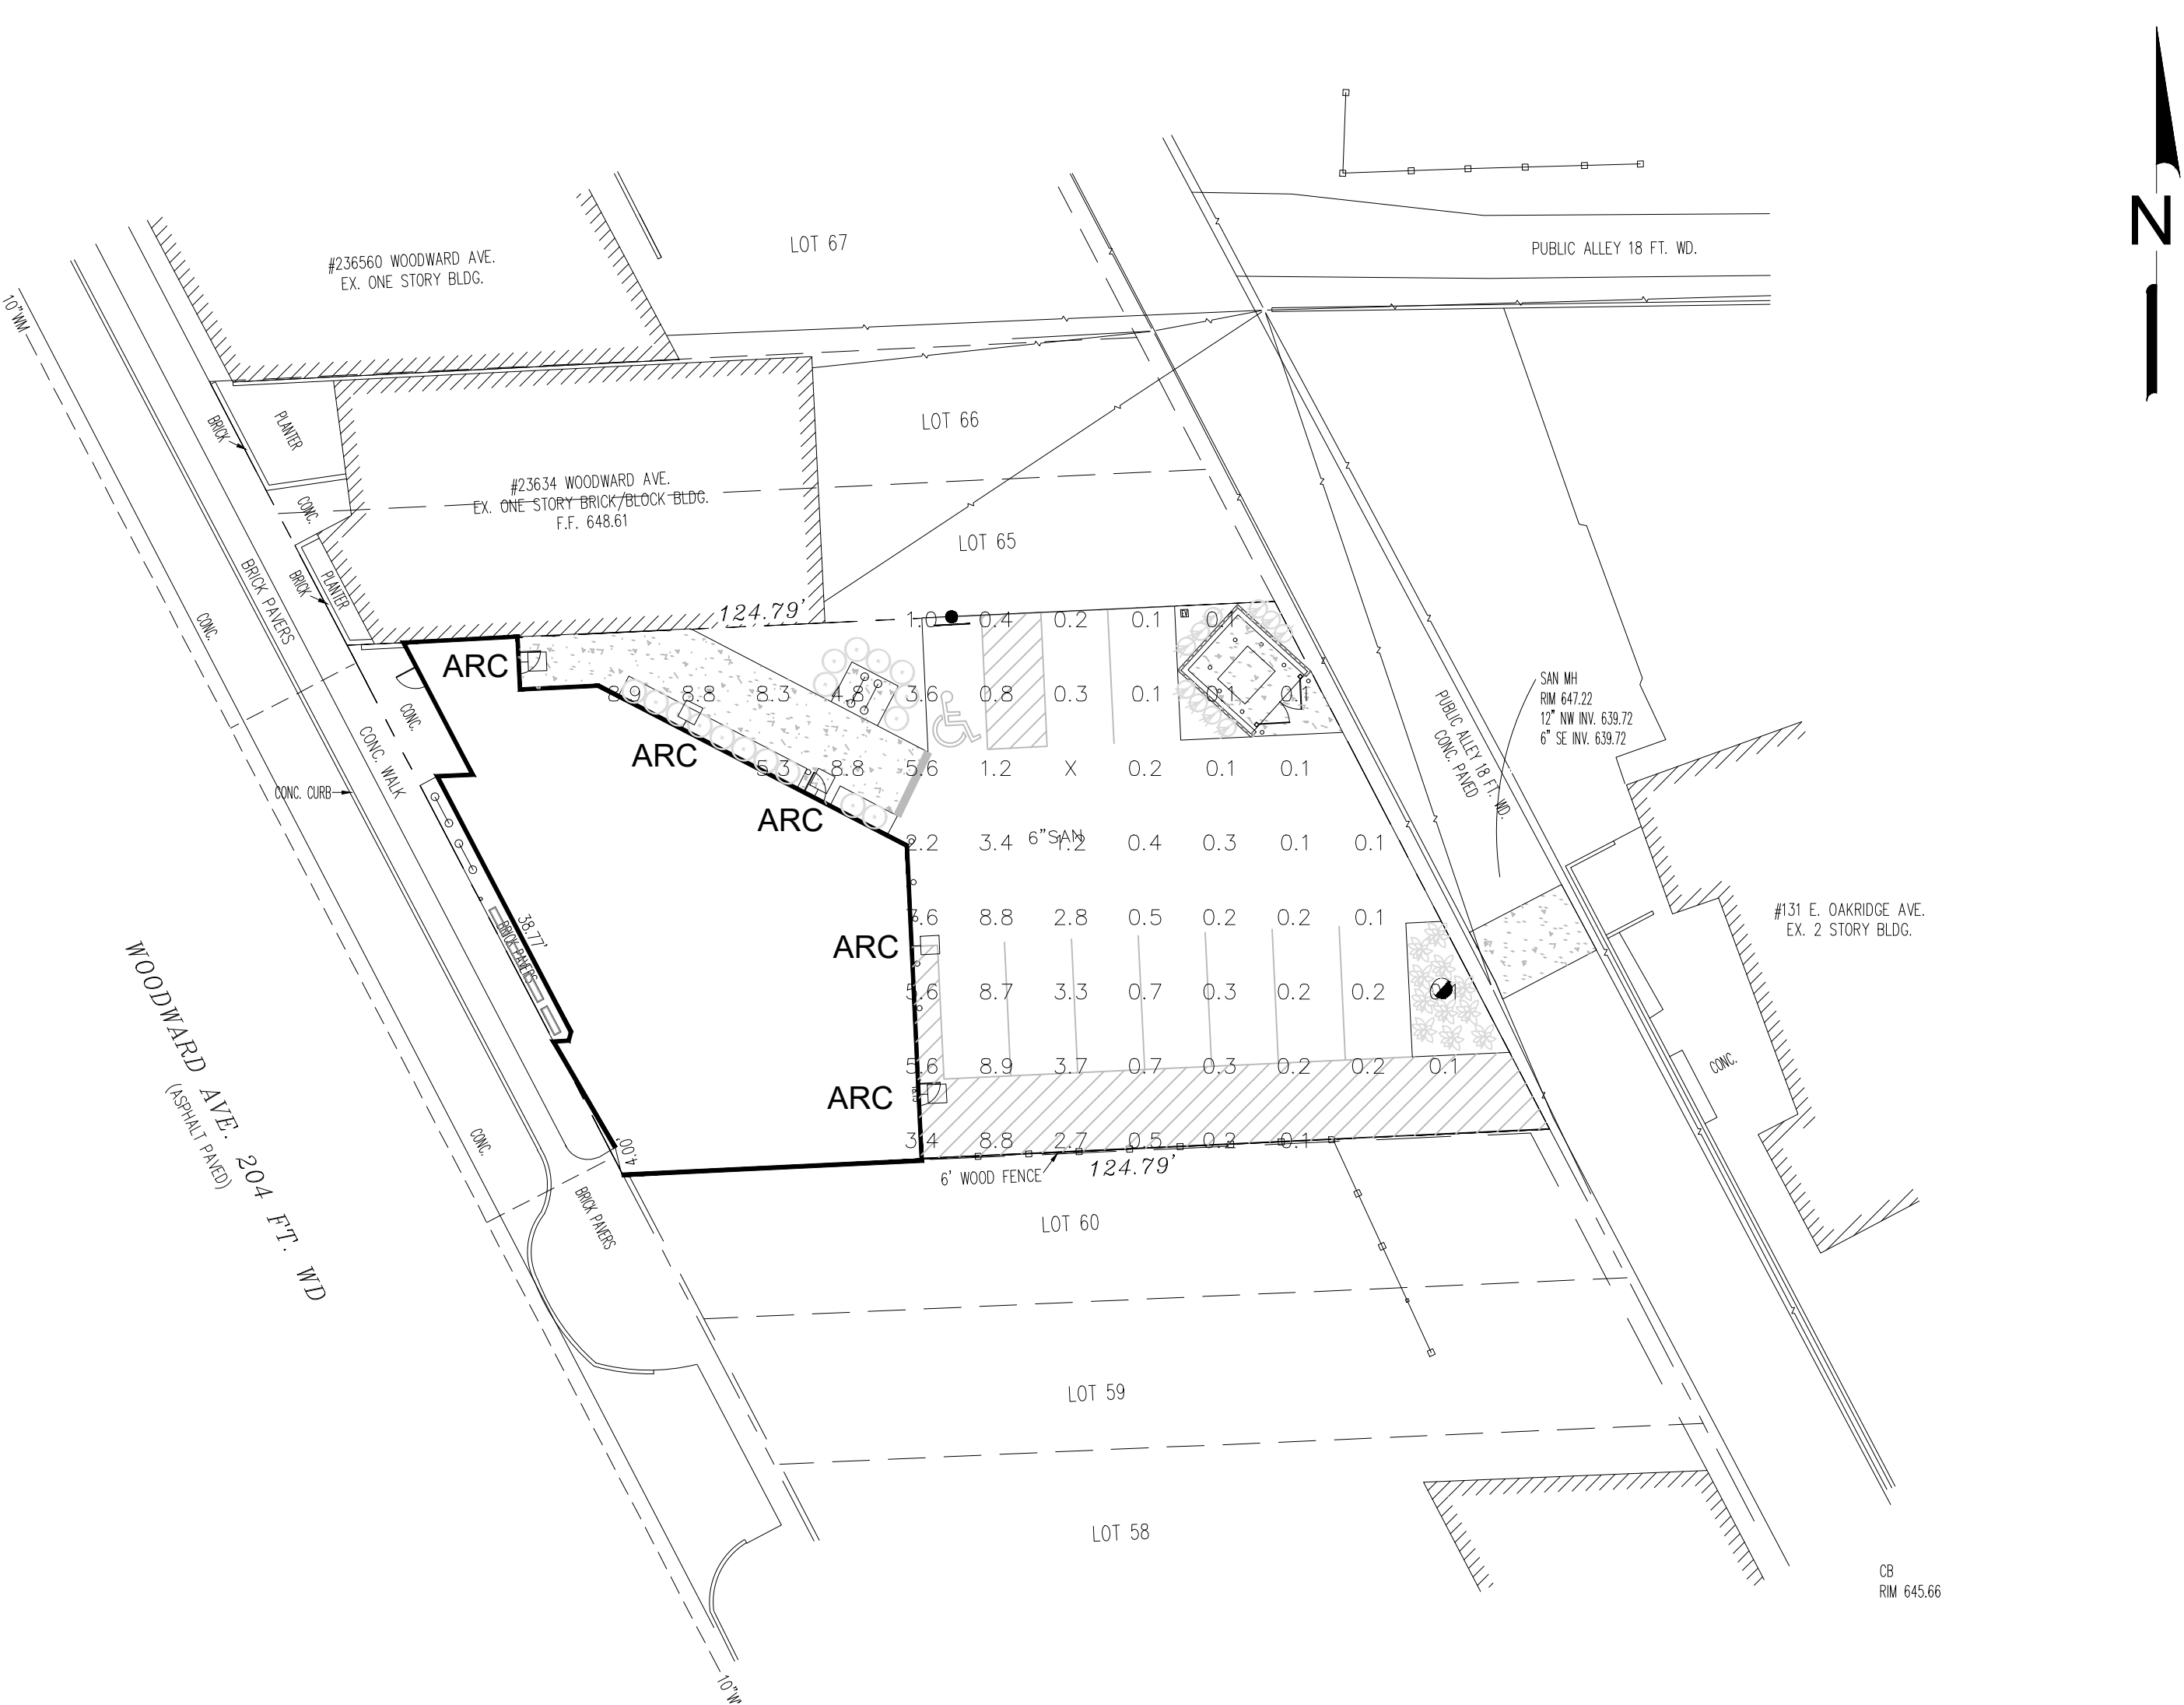 N
LOT 67
PUBLIC ALLEY 18 FT. WD.
#236560 WOODWARD AVE.
EX. ONE STORY BLDG.
10"WM
BRICK
PLANTER
LOT 66
#23634 WOODWARD AVE.
EX. ONE STORY BRICK/BLOCK BLDG.
F.F. 648.61
CONC.
LOT 65
BRICK PAVERS
BRICK
PLANTER
CONC.
124.79'
1.0 0.4 0.2 0.1 0.1
ARC
8.9 8.8 8.3 4.8 3.6 0.8 0.3 0.1 0.1 0.1
SAN MH
RIM 647.22
12" NW INV. 639.72
6" SE INV. 639.72
CONC.
CONC. WALK
PUBLIC ALLEY 18 FT. WD.
CONC. PAVED
ARC
5.3 8.8 5.6 1.2 X 0.2 0.1 0.1
CONC. CURB
ARC
2.2 3.4 1.2 0.4 0.3 0.1 0.1
6"SAN
7.6 8.8 2.8 0.5 0.2 0.2 0.1
#131 E. OAKRIDGE AVE.
EX. 2 STORY BLDG.
38.77'
BRICK PAVERS
ARC
5.6 8.7 3.3 0.7 0.3 0.2 0.2 0.1
5.6 8.9 3.7 0.7 0.3 0.2 0.2 0.1
CONC.
ARC
WOODWARD AVE. 204 FT. WD
(ASPHALT PAVED)
CONC.
4.00'
3.4 8.8 2.7 0.5 0.2 0.1
6' WOOD FENCE
124.79'
BRICK PAVERS
LOT 60
LOT 59
LOT 58
CB
RIM 645.66